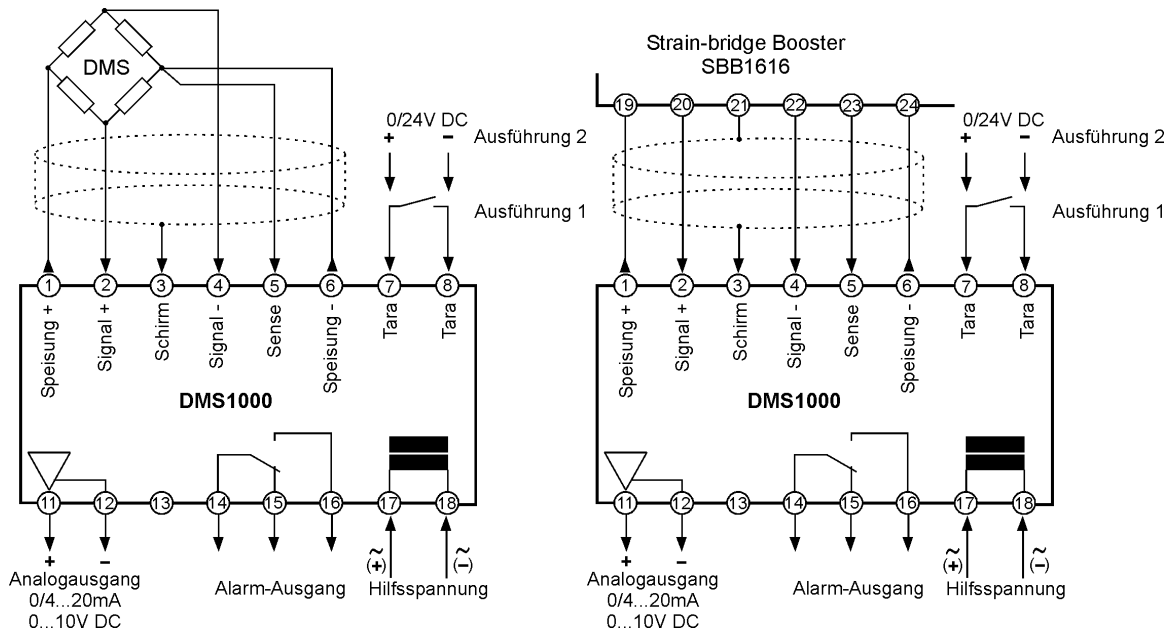 DMS
0/24V DC
+ −
Ausführung 2
Ausführung 1
1 2 3 4 5 6 7 8
Speisung +
Signal +
Schirm
Signal -
Sense
Speisung -
Tara
Tara
DMS1000
11 12 13 14 15 16 17 18
+ −
~ ~
(+) (−)
Analogausgang
0/4...20mA
0...10V DC
Alarm-Ausgang
Hilfsspannung
Strain-bridge Booster
SBB1616
19 20 21 22 23 24
0/24V DC
+ −
Ausführung 2
Ausführung 1
1 2 3 4 5 6 7 8
Speisung +
Signal +
Schirm
Signal -
Sense
Speisung -
Tara
Tara
DMS1000
11 12 13 14 15 16 17 18
+ −
~ ~
(+) (−)
Analogausgang
0/4...20mA
0...10V DC
Alarm-Ausgang
Hilfsspannung